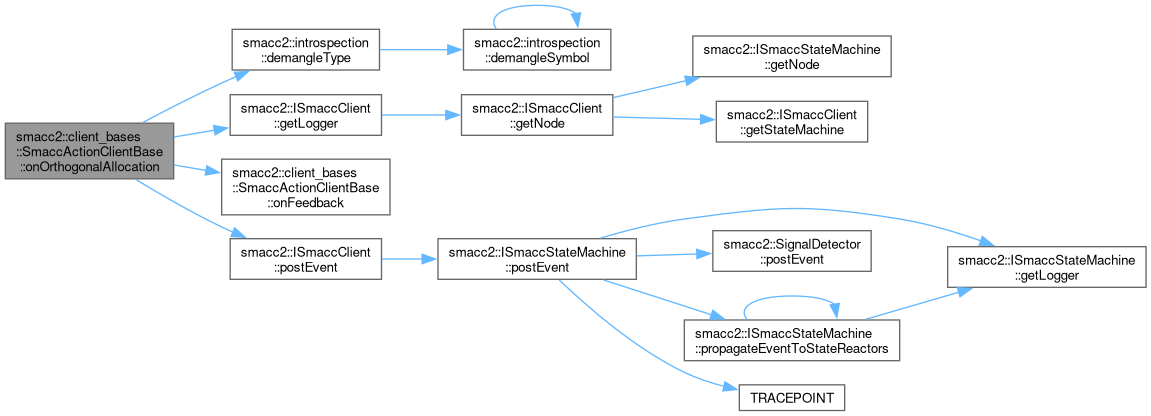 smacc2::client_bases
::SmaccActionClientBase
::onOrthogonalAllocation
smacc2::introspection
::demangleType
smacc2::introspection
::demangleSymbol
smacc2::ISmaccClient
::getLogger
smacc2::ISmaccClient
::getNode
smacc2::ISmaccStateMachine
::getNode
smacc2::ISmaccClient
::getStateMachine
smacc2::client_bases
::SmaccActionClientBase
::onFeedback
smacc2::ISmaccClient
::postEvent
smacc2::ISmaccStateMachine
::postEvent
smacc2::SignalDetector
::postEvent
smacc2::ISmaccStateMachine
::getLogger
smacc2::ISmaccStateMachine
::propagateEventToStateReactors
TRACEPOINT